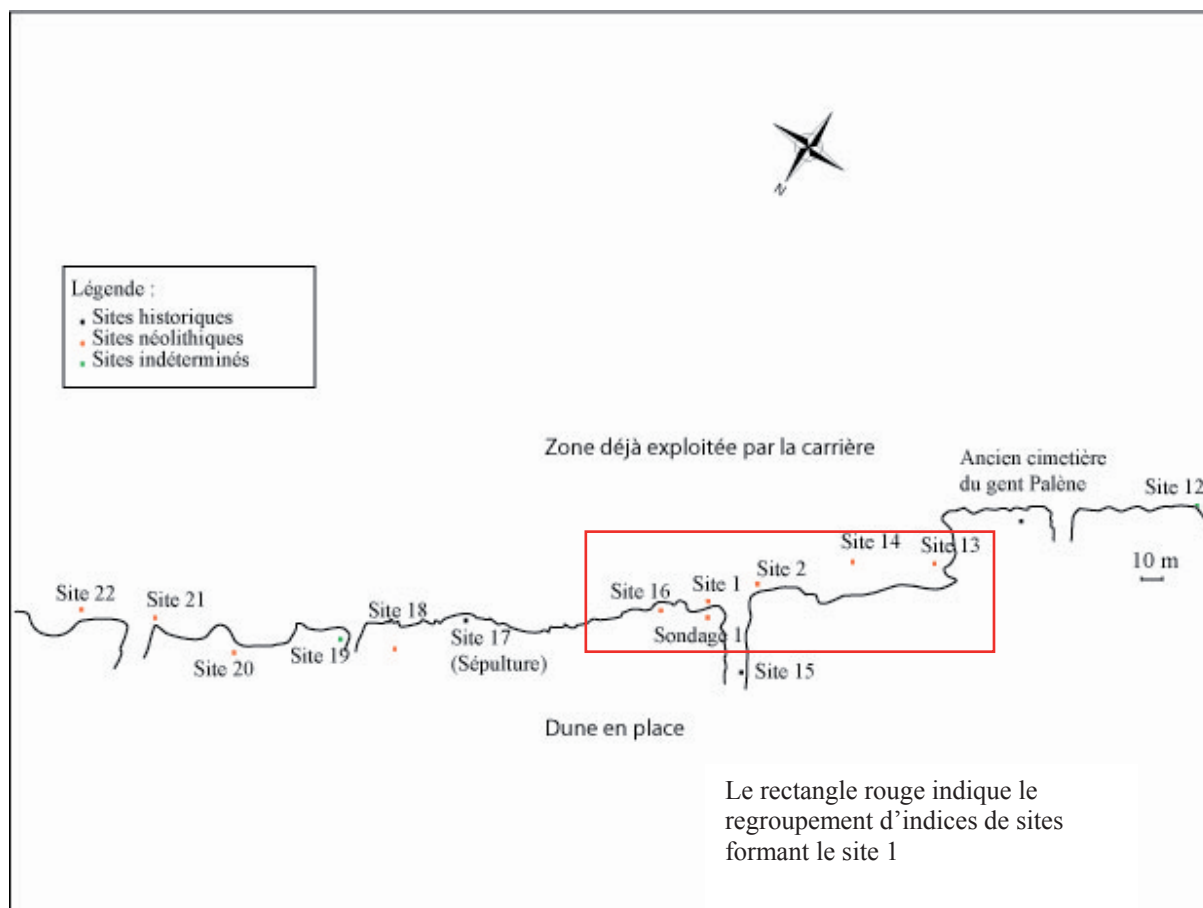 N
Légende :
Sites historiques
Sites néolithiques
Sites indéterminés
Zone déjà exploitée par la carrière
Ancien cimetière
du gent Palène
Site 12
10 m
Site 14
Site 13
Site 2
Site 1
Site 16
Sondage 1
Site 15
Site 22
Site 21
Site 18
Site 17
(Sépulture)
Site 19
Site 20
Dune en place
Le rectangle rouge indique le
regroupement d’indices de sites
formant le site 1